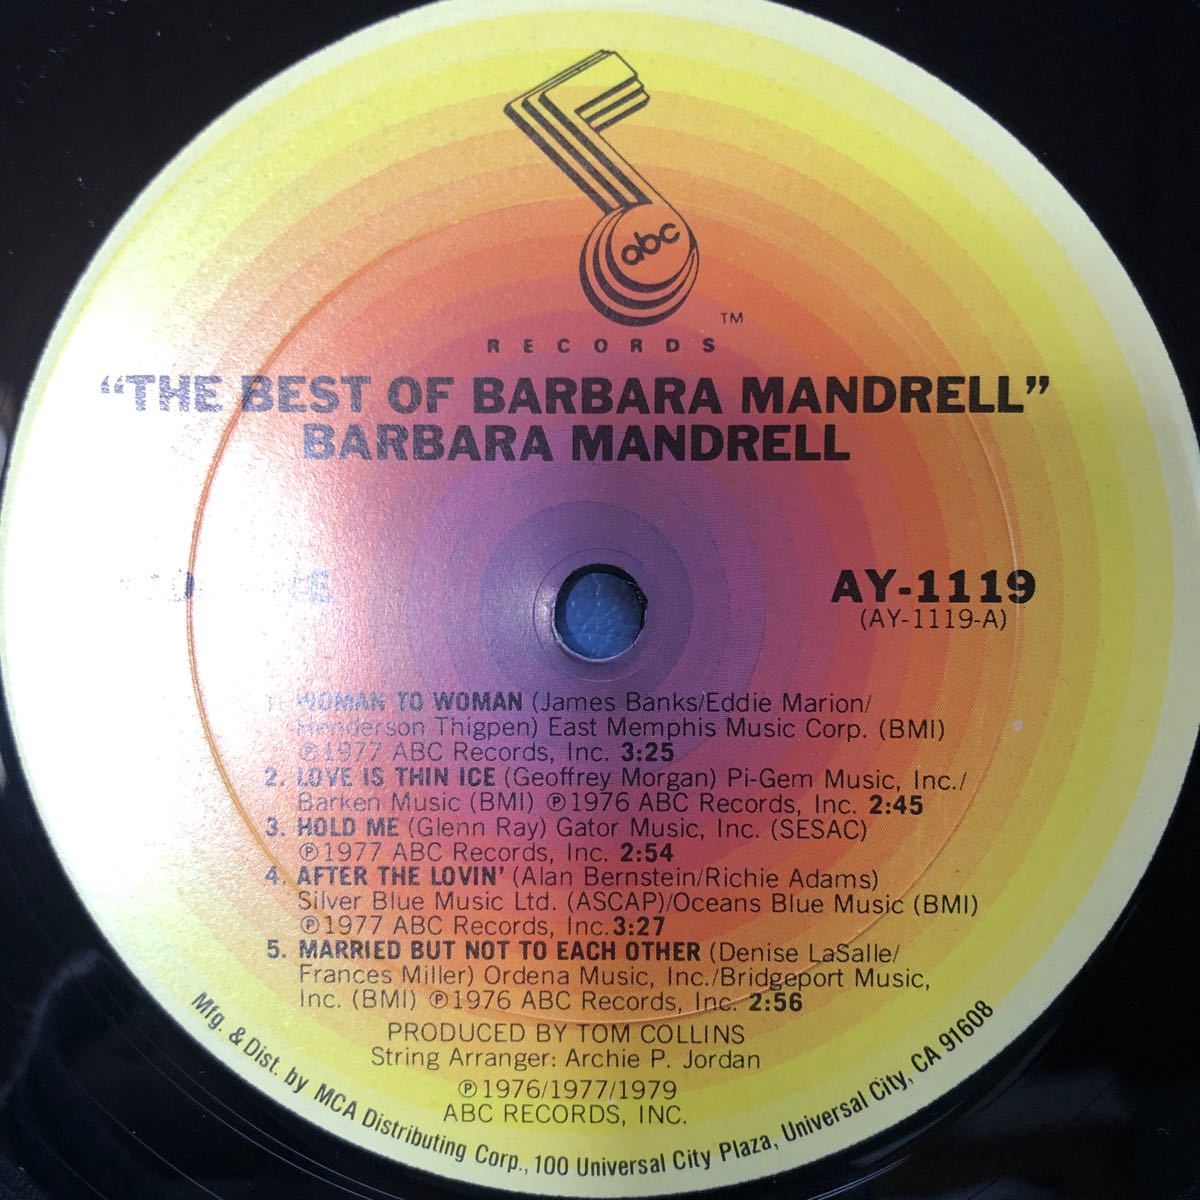 abc
TM
RECORDS
“THE BEST OF BARBARA MANDRELL”
BARBARA MANDRELL
AY-1119
(AY-1119-A)
1. WOMAN TO WOMAN (James Banks/Eddie Marion/
Henderson Thigpen) East Memphis Music Corp. (BMI)
℗1977 ABC Records, Inc. 3:25
2. LOVE IS THIN ICE (Geoffrey Morgan) Pi-Gem Music, Inc./
Barken Music (BMI) ℗1976 ABC Records, Inc. 2:45
3. HOLD ME (Glenn Ray) Gator Music, Inc. (SESAC)
℗1977 ABC Records, Inc. 2:54
4. AFTER THE LOVIN’ (Alan Bernstein/Richie Adams)
Silver Blue Music Ltd. (ASCAP)/Oceans Blue Music (BMI)
℗1977 ABC Records, Inc.3:27
5. MARRIED BUT NOT TO EACH OTHER (Denise LaSalle/
Frances Miller) Ordena Music, Inc./Bridgeport Music,
Inc. (BMI) ℗1976 ABC Records, Inc. 2:56
PRODUCED BY TOM COLLINS
String Arranger: Archie P. Jordan
℗1976/1977/1979
ABC RECORDS, INC.
Mfg. & Dist. by MCA Distributing Corp., 100 Universal City Plaza, Universal City, CA 91608